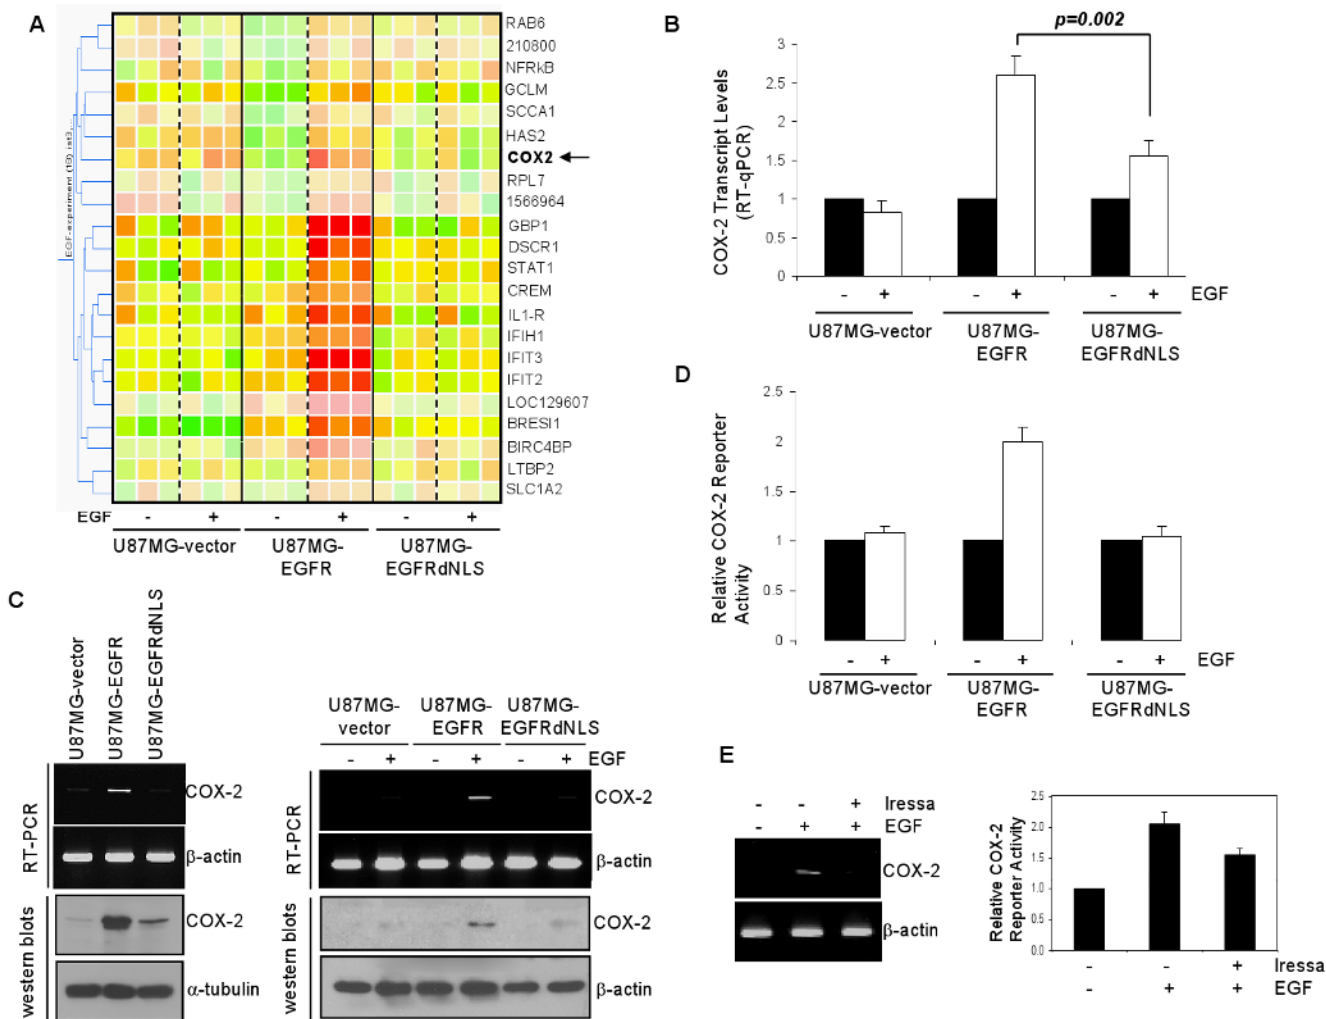 A
EGF-experiment (18) ist3,...
RAB6
210800
NFRkB
GCLM
SCCA1
HAS2
COX2
RPL7
1566964
GBP1
DSCR1
STAT1
CREM
IL1-R
IFIH1
IFIT3
IFIT2
LOC129607
BRESI1
BIRC4BP
LTBP2
SLC1A2
EGF - + - + - +
U87MG-vector
U87MG-
EGFR
U87MG-
EGFRdNLS
B
p=0.002
COX-2 Transcript Levels
(RT-qPCR)
3
2.5
2
1.5
1
0.5
0
- + - + - + EGF
U87MG-vector
U87MG-
EGFR
U87MG-
EGFRdNLS
C
U87MG-vector
U87MG-EGFR
U87MG-EGFRdNLS
RT-PCR
COX-2
β-actin
western blots
COX-2
α-tubulin
U87MG-
vector
U87MG-
EGFR
U87MG-
EGFRdNLS
- + - + - + EGF
RT-PCR
COX-2
β-actin
western blots
COX-2
β-actin
D
Relative COX-2 Reporter
Activity
2.5
2
1.5
1
0.5
0
- + - + - + EGF
U87MG-vector
U87MG-
EGFR
U87MG-
EGFRdNLS
E
- - + Iressa
- + + EGF
COX-2
β-actin
Relative COX-2
Reporter Activity
2.5
2.0
1.5
1.0
0.5
0.0
- - + Iressa
- + + EGF